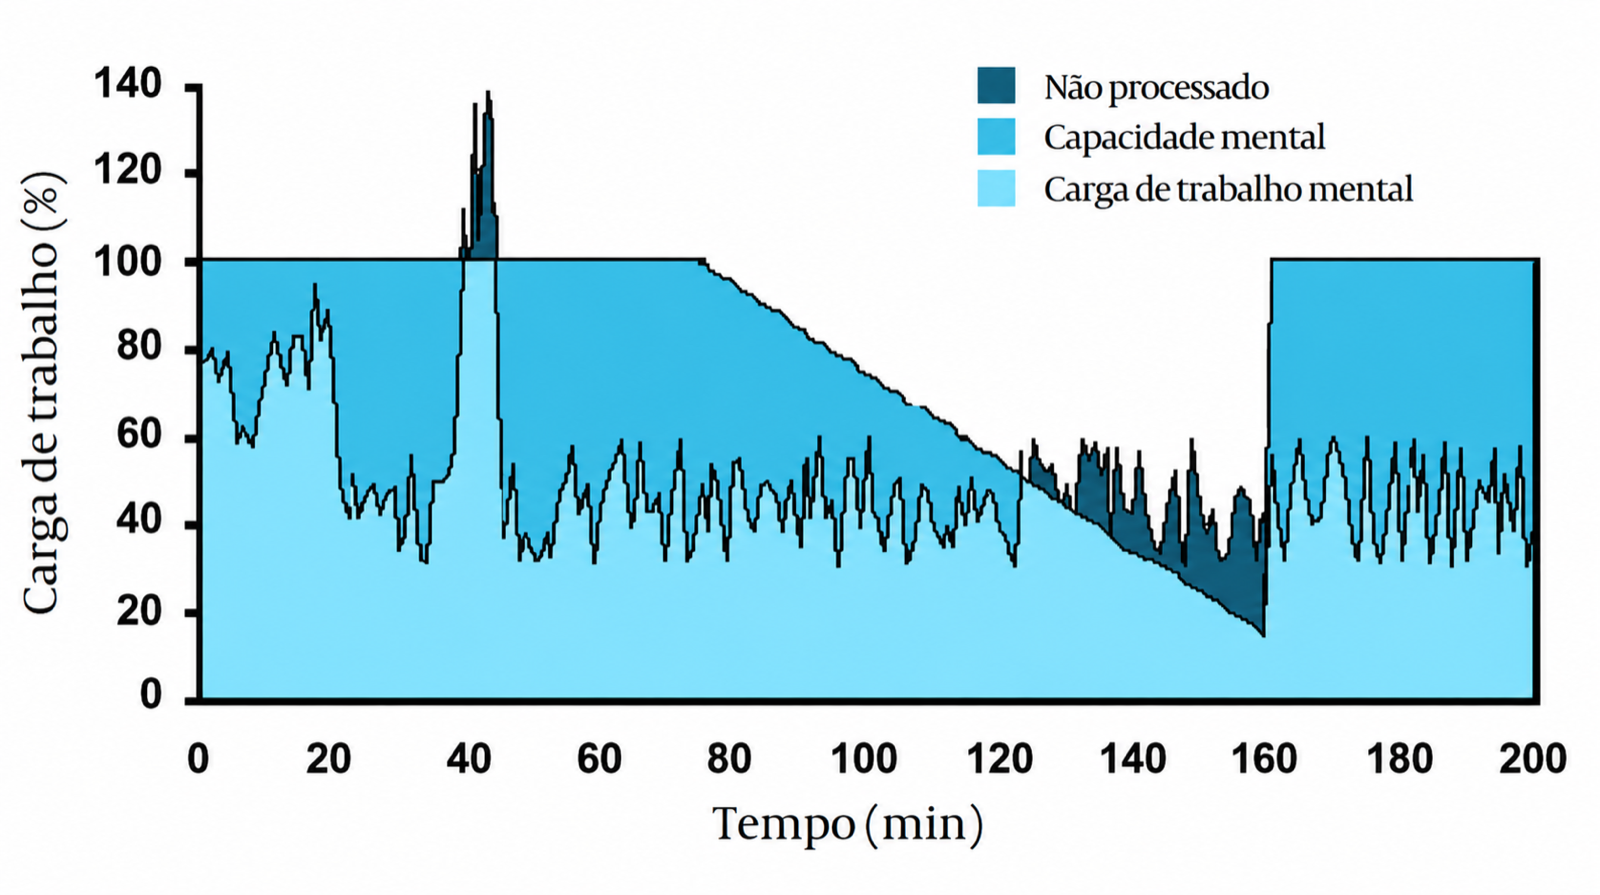 Não processado
Capacidade mental
Carga de trabalho mental
Carga de trabalho (%)
140
120
100
80
60
40
20
0
0 20 40 60 80 100 120 140 160 180 200
Tempo (min)